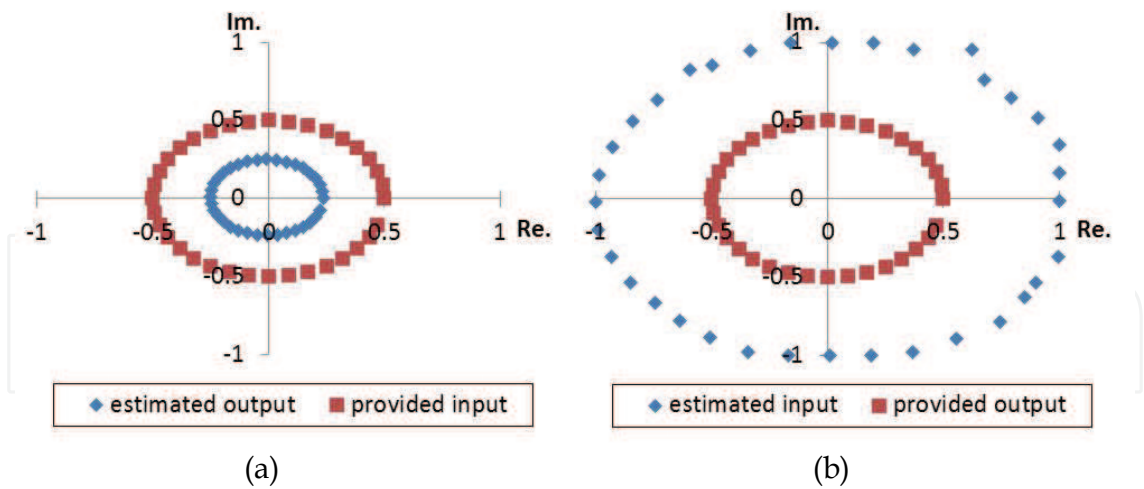 Im.
1
0.5
0
-1
-0.5
0
0.5
1
Re.
-0.5
-1
estimated output
provided input
(a)
Im.
1
0.5
0
-1
-0.5
0
0.5
1
Re.
-0.5
-1
estimated input
provided output
(b)